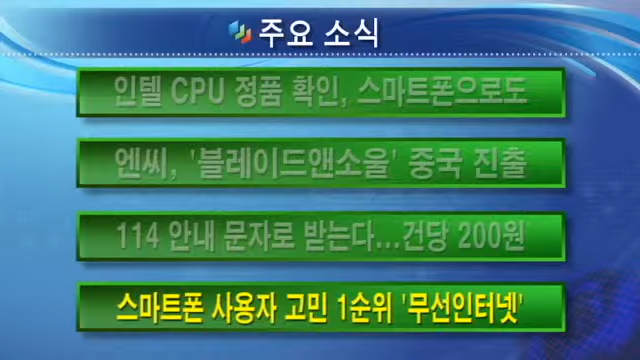 주요 소식
인텔 CPU 정품 확인, 스마트폰으로도
엔씨, '블레이드앤소울' 중국 진출
114 안내 문자로 받는다...건당 200원
스마트폰 사용자 고민 1순위 '무선인터넷'